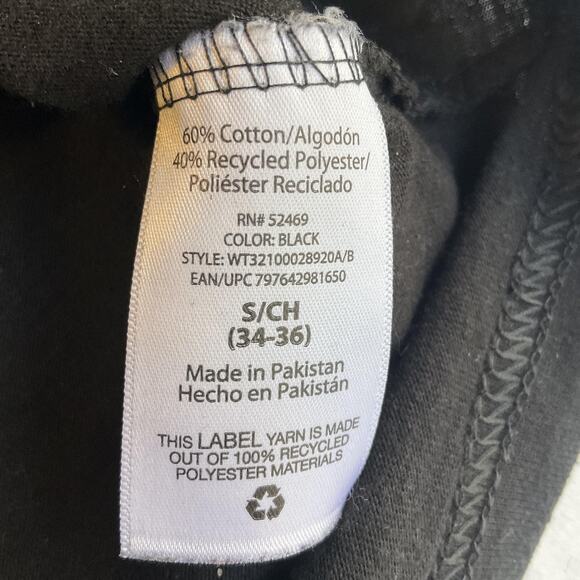 60% Cotton/Algodón
40% Recycled Polyester/
Poliéster Reciclado
RN# 52469
COLOR: BLACK
STYLE: WT32100028920A/B
EAN/UPC 797642981650
S/CH
(34-36)
Made in Pakistan
Hecho en Pakistán
THIS LABEL YARN IS MADE
OUT OF 100% RECYCLED
POLYESTER MATERIALS